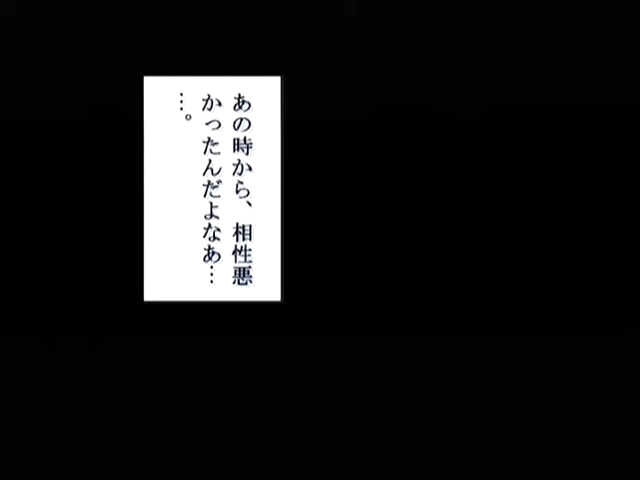 あの時から、相性悪
かったんだよなあ…
…。